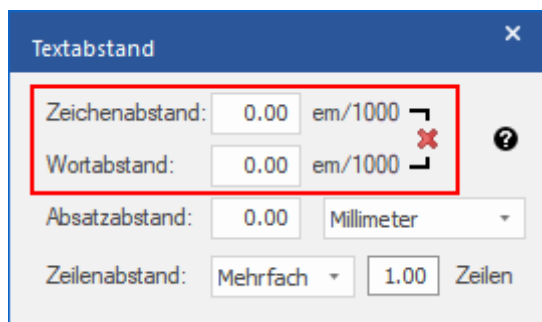 Textabstand
Zeichenabstand: 0.00 em/1000
Wortabstand: 0.00 em/1000
Absatzabstand: 0.00 Millimeter
Zeilenabstand: Mehrfach 1.00 Zeilen